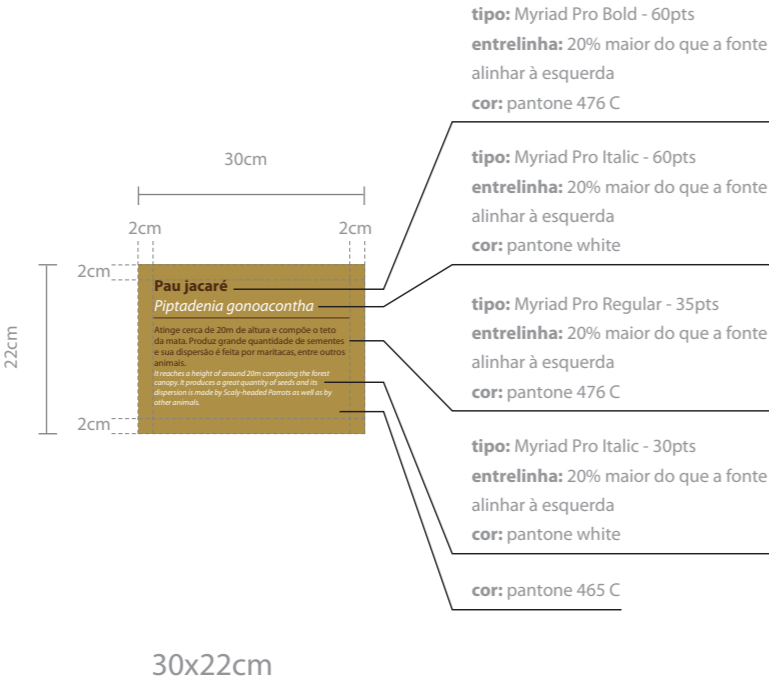 tipo: Myriad Pro Bold - 60pts
entrelinha: 20% maior do que a fonte
alinhar à esquerda
cor: pantone 476 C
30cm
tipo: Myriad Pro Italic - 60pts
entrelinha: 20% maior do que a fonte
alinhar à esquerda
cor: pantone white
2cm
2cm
2cm
22cm
2cm
Pau jacaré
Piptadenia gonoacontha
Atinge cerca de 20m de altura e compõe o teto
da mata. Produz grande quantidade de sementes
e sua dispersão é feita por maritacas, entre outros
animais.
It reaches a height of around 20m composing the forest
canopy. It produces a great quantity of seeds and its
dispersion is made by Scaly-headed Parrots as well as by
other animals.
tipo: Myriad Pro Regular - 35pts
entrelinha: 20% maior do que a fonte
alinhar à esquerda
cor: pantone 476 C
tipo: Myriad Pro Italic - 30pts
entrelinha: 20% maior do que a fonte
alinhar à esquerda
cor: pantone white
cor: pantone 465 C
30x22cm